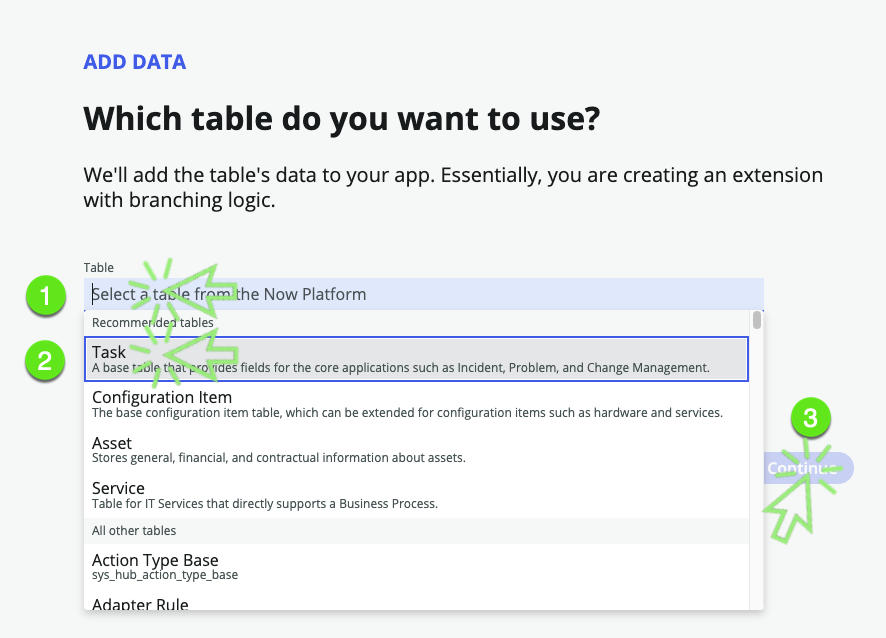 ADD DATA
Which table do you want to use?
We'll add the table's data to your app. Essentially, you are creating an extension
with branching logic.
Table
1
Select a table from the Now Platform
Recommended tables
2
Task
A base table that provides fields for the core applications such as Incident, Problem, and Change Management.
Configuration Item
The base configuration item table, which can be extended for configuration items such as hardware and services.
Asset
Stores general, financial, and contractual information about assets.
3
Continue
Service
Table for IT Services that directly supports a Business Process.
All other tables
Action Type Base
sys_hub_action_type_base
Adapter Rule